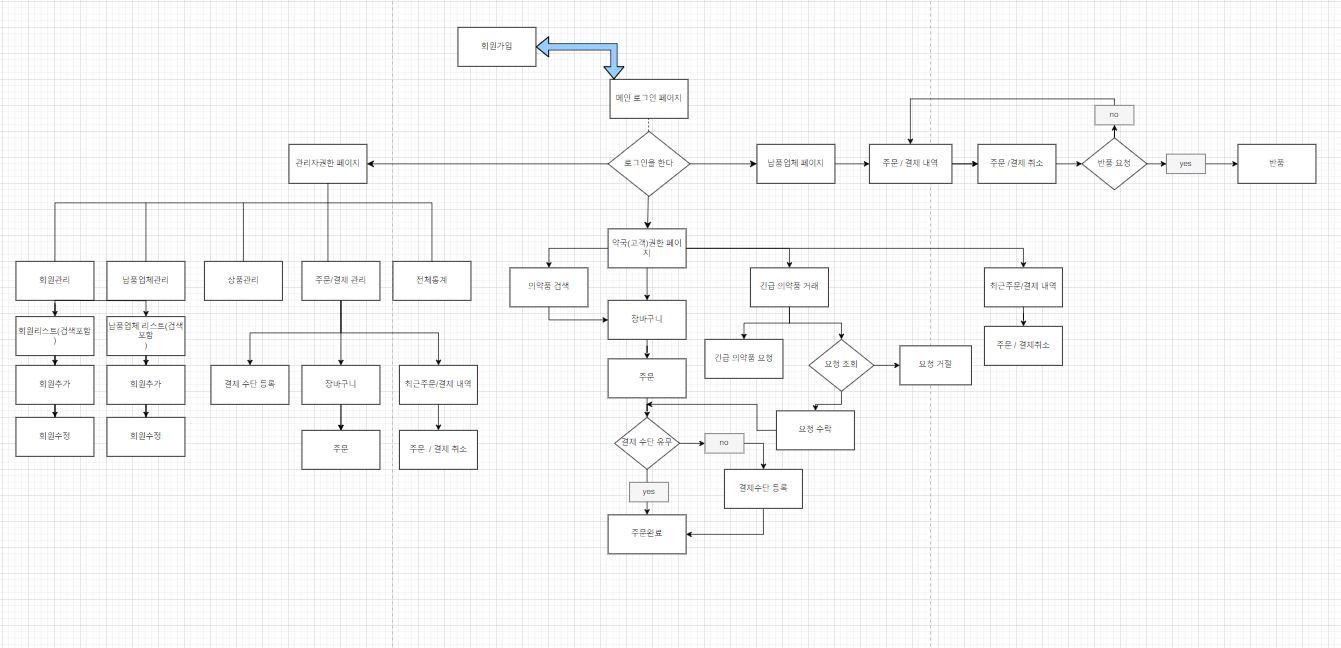 회원가입
메인 로그인 페이지
no
관리자권한 페이지
로그인을 한다
납품업체 페이지
주문 / 결제 내역
주문 /결제 취소
반품 요청
yes
반품
약국(고객)권한 페이
지
회원관리
납품업체관리
상품관리
주문/결제 관리
전체통계
의약품 검색
긴급 의약품 거래
최근주문/결제 내역
회원리스트(검색포함
)
납품업체 리스트(검색
포함
)
장바구니
긴급 의약품 요청
요청 조회
요청 거절
주문 / 결제취소
회원추가
회원추가
결제 수단 등록
장바구니
최근주문/결제 내역
주문
회원수정
회원수정
주문
주문 / 결제 취소
결제 수단 유무
no
요청 수락
yes
결제수단 등록
주문완료